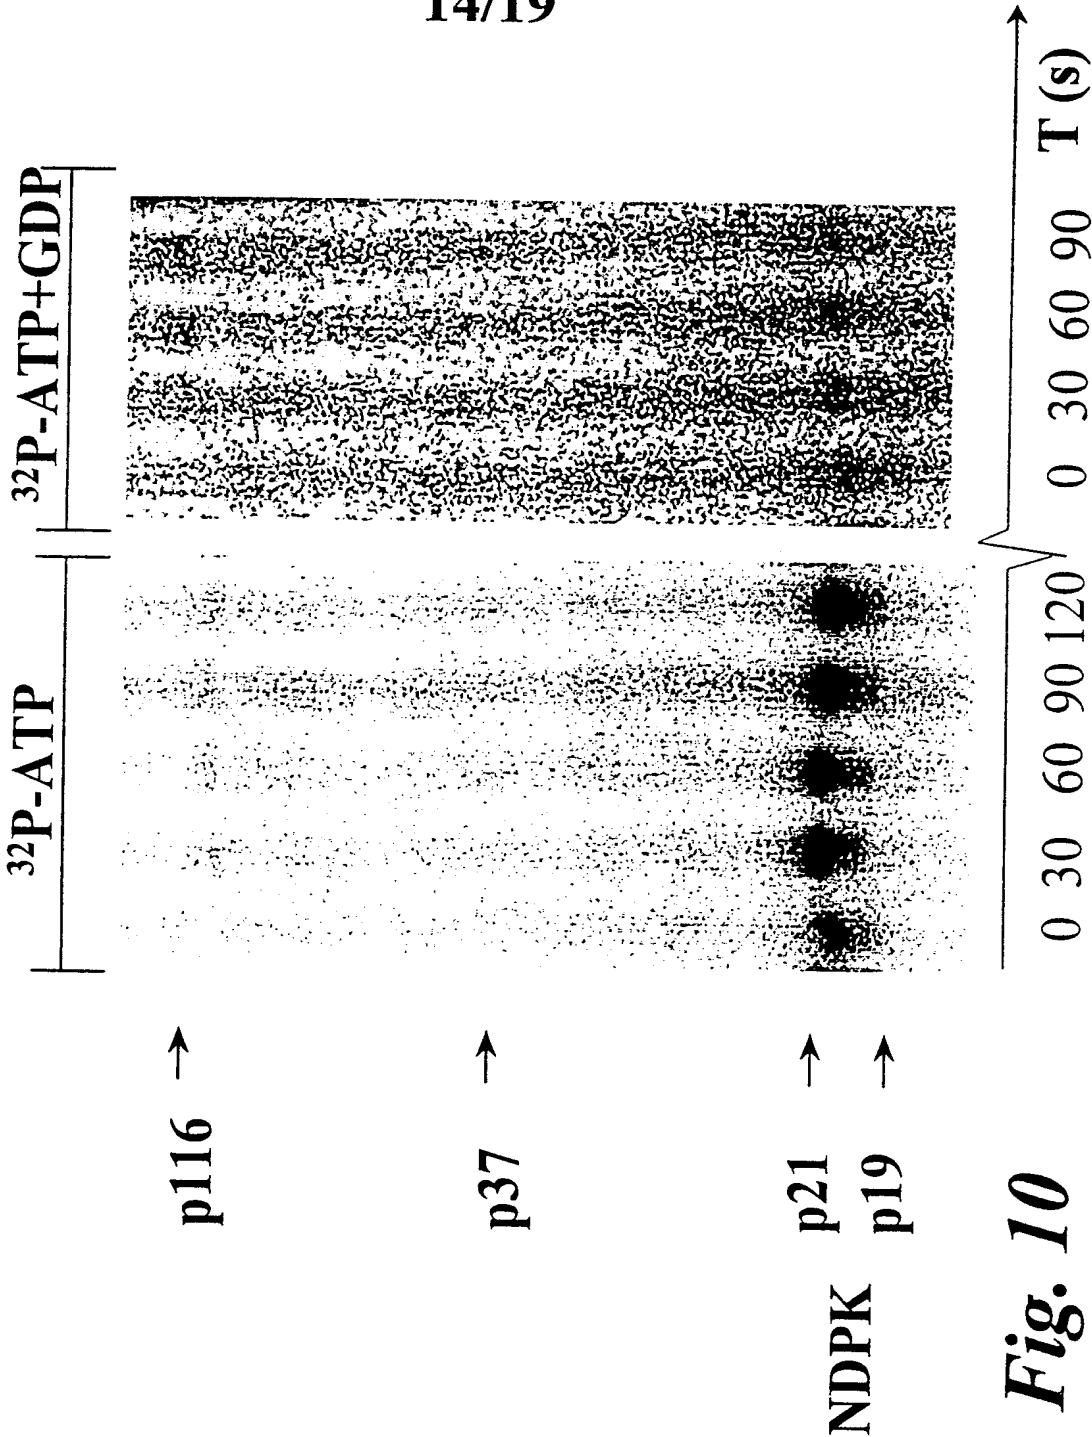 14/19
³²P-ATP ³²P-ATP+GDP
p116
p37
NDPK p21
p19
0 30 60 90 120 0 30 60 90 T (s)
Fig. 10